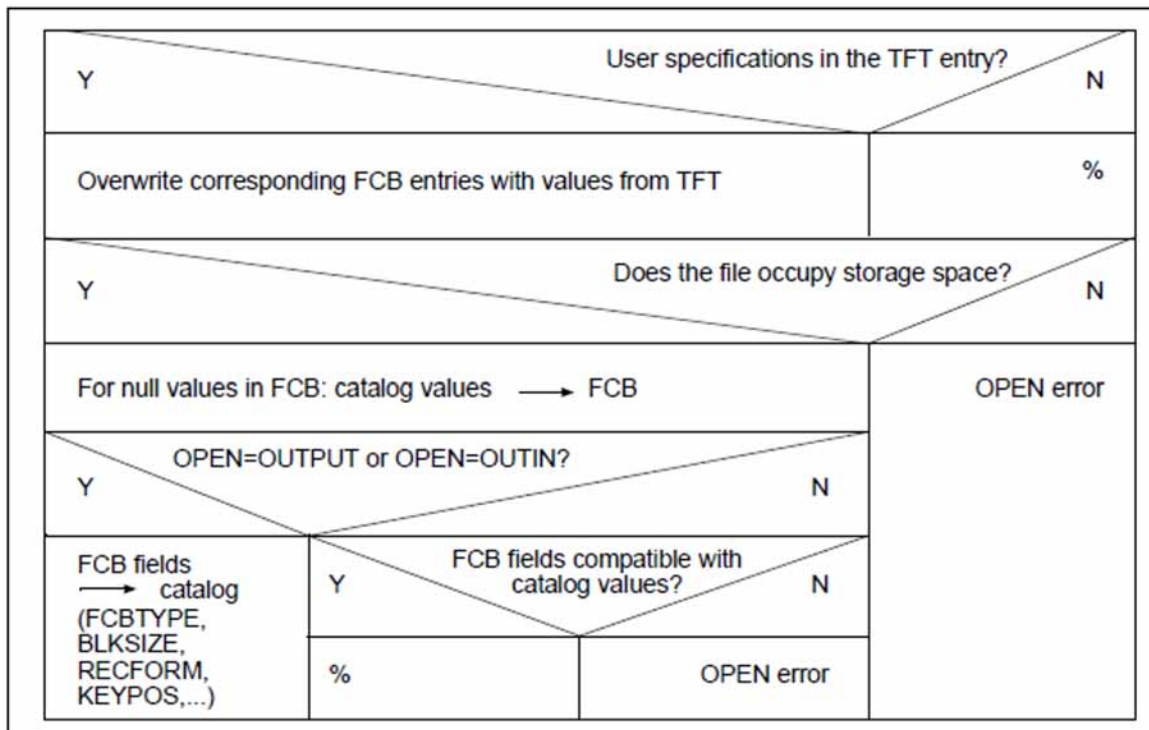 User specifications in the TFT entry?
Y
N
Overwrite corresponding FCB entries with values from TFT
%
Does the file occupy storage space?
Y
N
For null values in FCB: catalog values → FCB
OPEN error
OPEN=OUTPUT or OPEN=OUTIN?
Y
N
FCB fields
→ catalog
(FCBTYPE,
BLKSIZE,
RECFORM,
KEYPOS,...)
FCB fields compatible with
catalog values?
Y
N
%
OPEN error